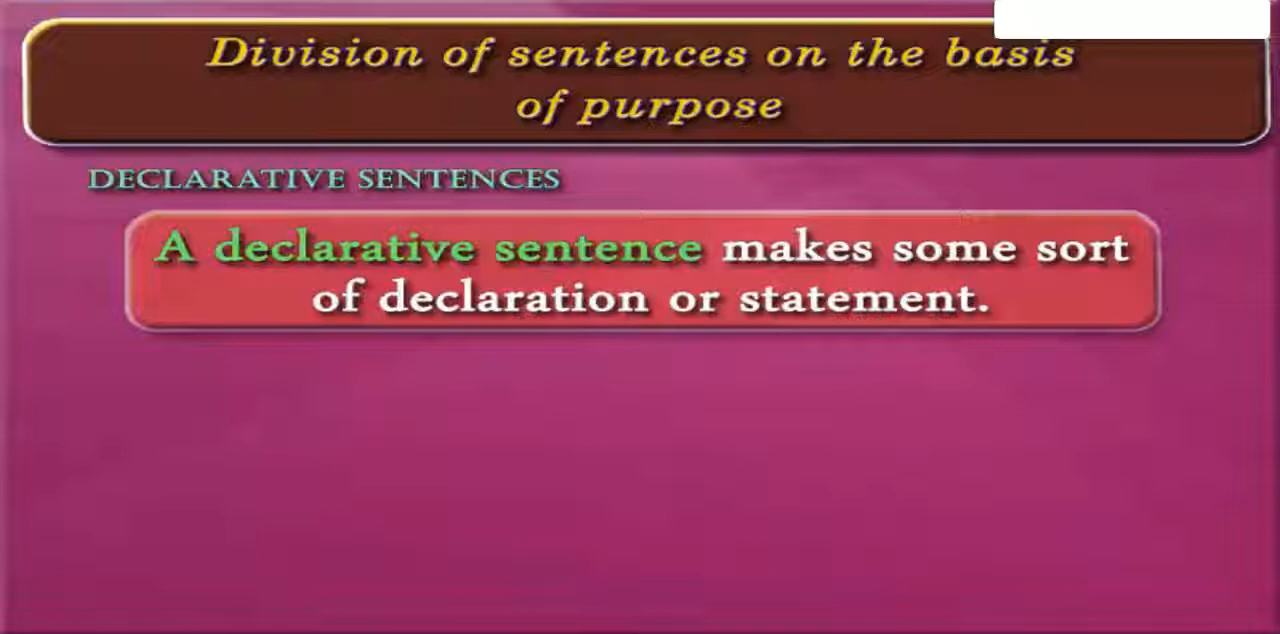 Division of sentences on the basis
of purpose
DECLARATIVE SENTENCES
A declarative sentence makes some sort
of declaration or statement.